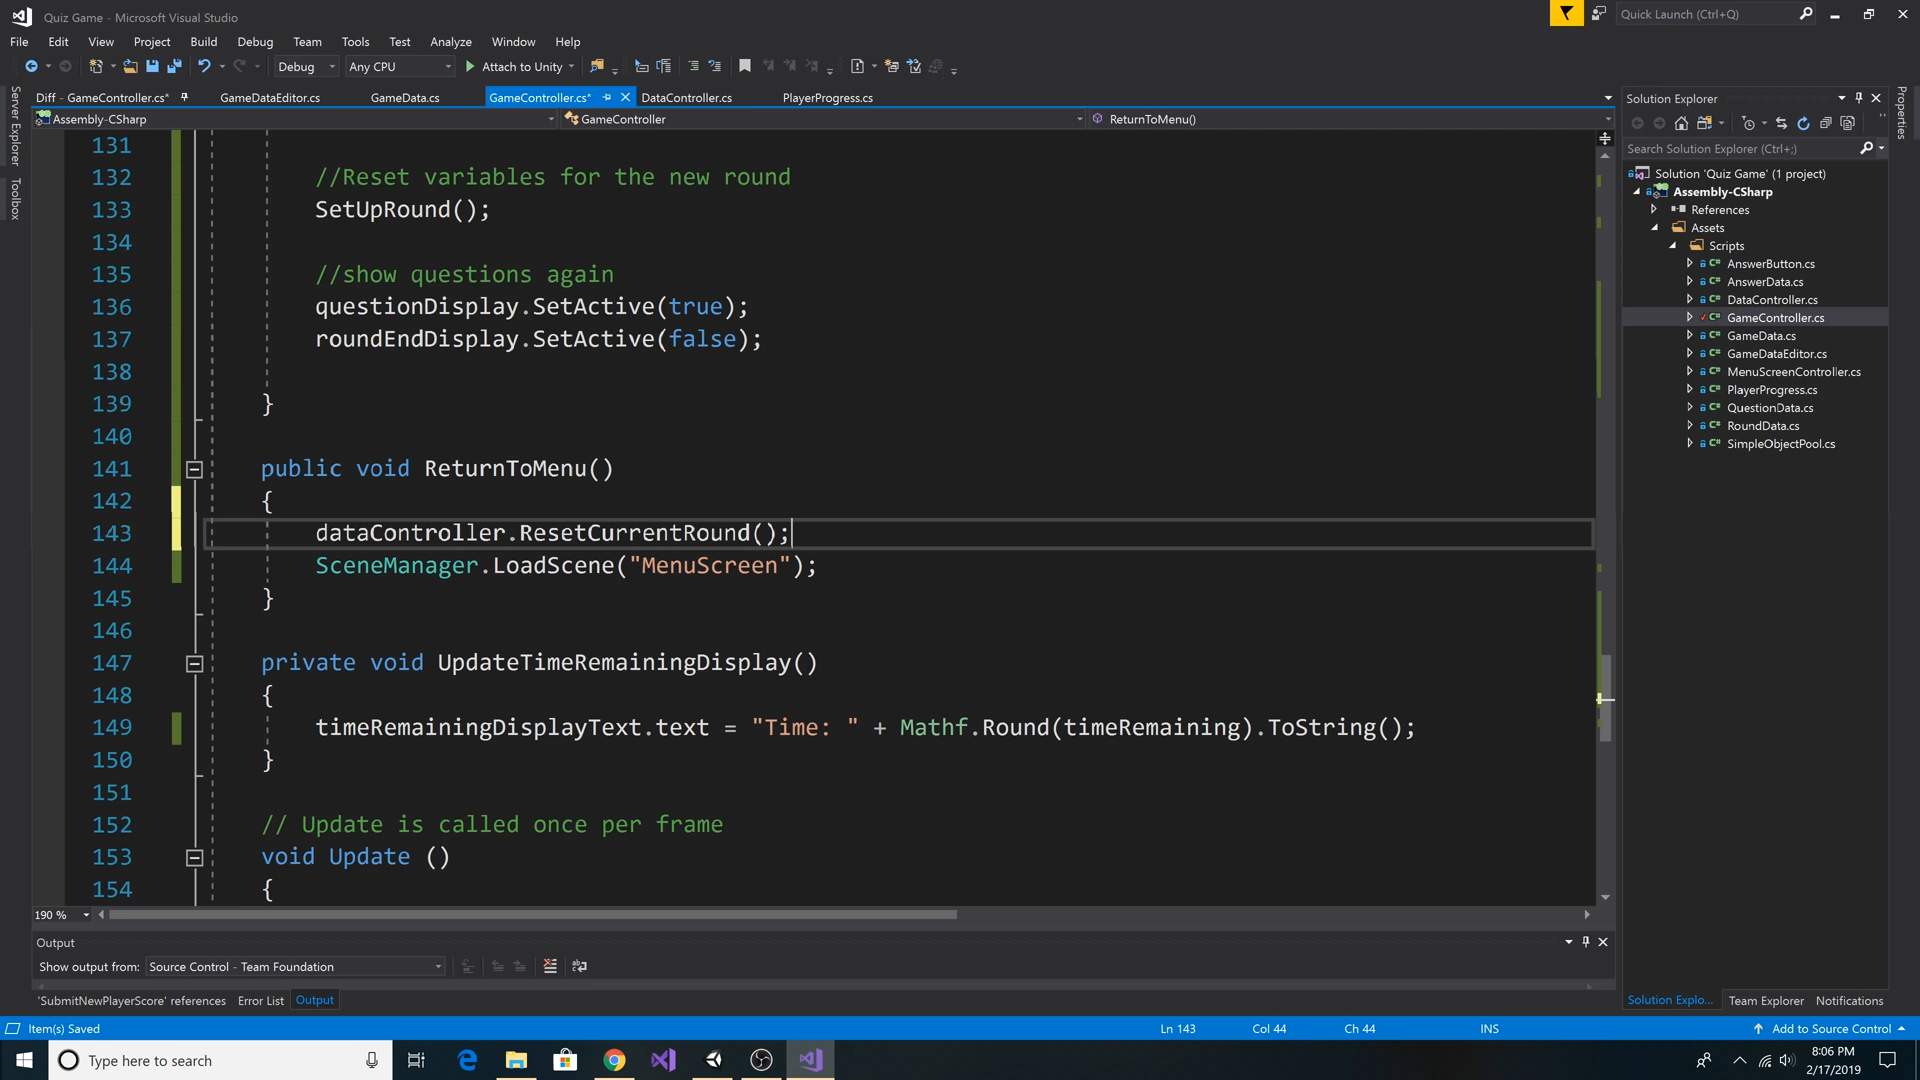 Quiz Game - Microsoft Visual Studio
Quick Launch (Ctrl+Q)
File Edit View Project Build Debug Team Tools Test Analyze Window Help
Debug Any CPU Attach to Unity
Diff - GameController.cs* GameDataEditor.cs GameData.cs GameController.cs* DataController.cs PlayerProgress.cs
Assembly-CSharp GameController ReturnToMenu()
Server Explorer
Toolbox
131
132 //Reset variables for the new round
133 SetUpRound();
134
135 //show questions again
136 questionDisplay.SetActive(true);
137 roundEndDisplay.SetActive(false);
138
139 }
140
141 public void ReturnToMenu()
142 {
143 dataController.ResetCurrentRound();
144 SceneManager.LoadScene("MenuScreen");
145 }
146
147 private void UpdateTimeRemainingDisplay()
148 {
149 timeRemainingDisplayText.text = "Time: " + Mathf.Round(timeRemaining).ToString();
150 }
151
152 // Update is called once per frame
153 void Update ()
154 {
190 %
Output
Show output from: Source Control - Team Foundation
'SubmitNewPlayerScore' references Error List Output
Solution Explorer
Search Solution Explorer (Ctrl+;)
Solution 'Quiz Game' (1 project)
Assembly-CSharp
References
Assets
Scripts
AnswerButton.cs
AnswerData.cs
DataController.cs
GameController.cs
GameData.cs
GameDataEditor.cs
MenuScreenController.cs
PlayerProgress.cs
QuestionData.cs
RoundData.cs
SimpleObjectPool.cs
Solution Explo... Team Explorer Notifications
Properties
Item(s) Saved Ln 143 Col 44 Ch 44 INS Add to Source Control
Type here to search
8:06 PM
2/17/2019